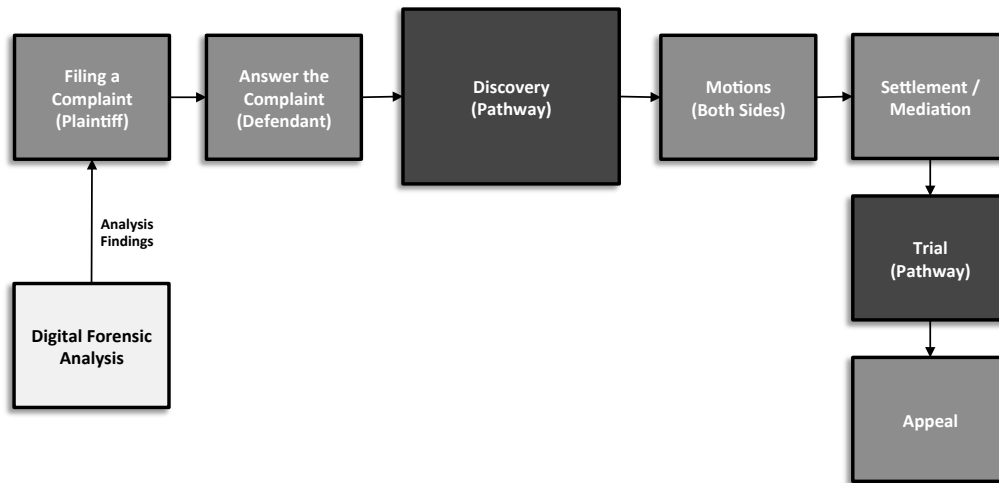 Filing a
Complaint
(Plaintiff)
Answer the
Complaint
(Defendant)
Discovery
(Pathway)
Motions
(Both Sides)
Settlement /
Mediation
Analysis
Findings
Trial
(Pathway)
Digital Forensic
Analysis
Appeal